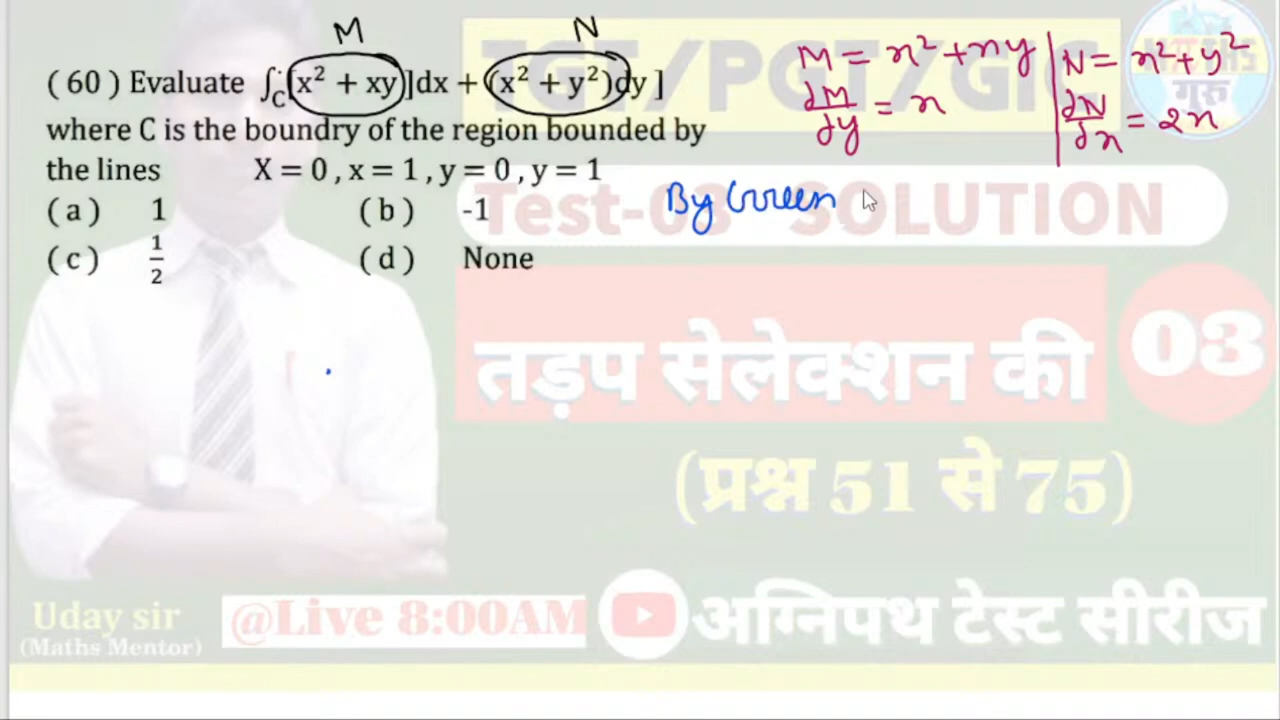 M N
( 60 ) Evaluate ∫_C [x² + xy]]dx + (x² + y²)dy ]
where C is the boundry of the region bounded by
the lines X = 0 , x = 1 , y = 0 , y = 1
( a ) 1 ( b ) -1
( c ) 1/2 ( d ) None
M = x² + xy | N = x² + y²
∂M/∂y = x | ∂N/∂x = 2x
By Green
TGT/PGT/GIC
गुरु
Test-03 SOLUTION
तड़प सेलेक्शन की 03
(प्रश्न 51 से 75)
Uday sir
(Maths Mentor)
@Live 8:00AM
अग्निपथ टेस्ट सीरीज